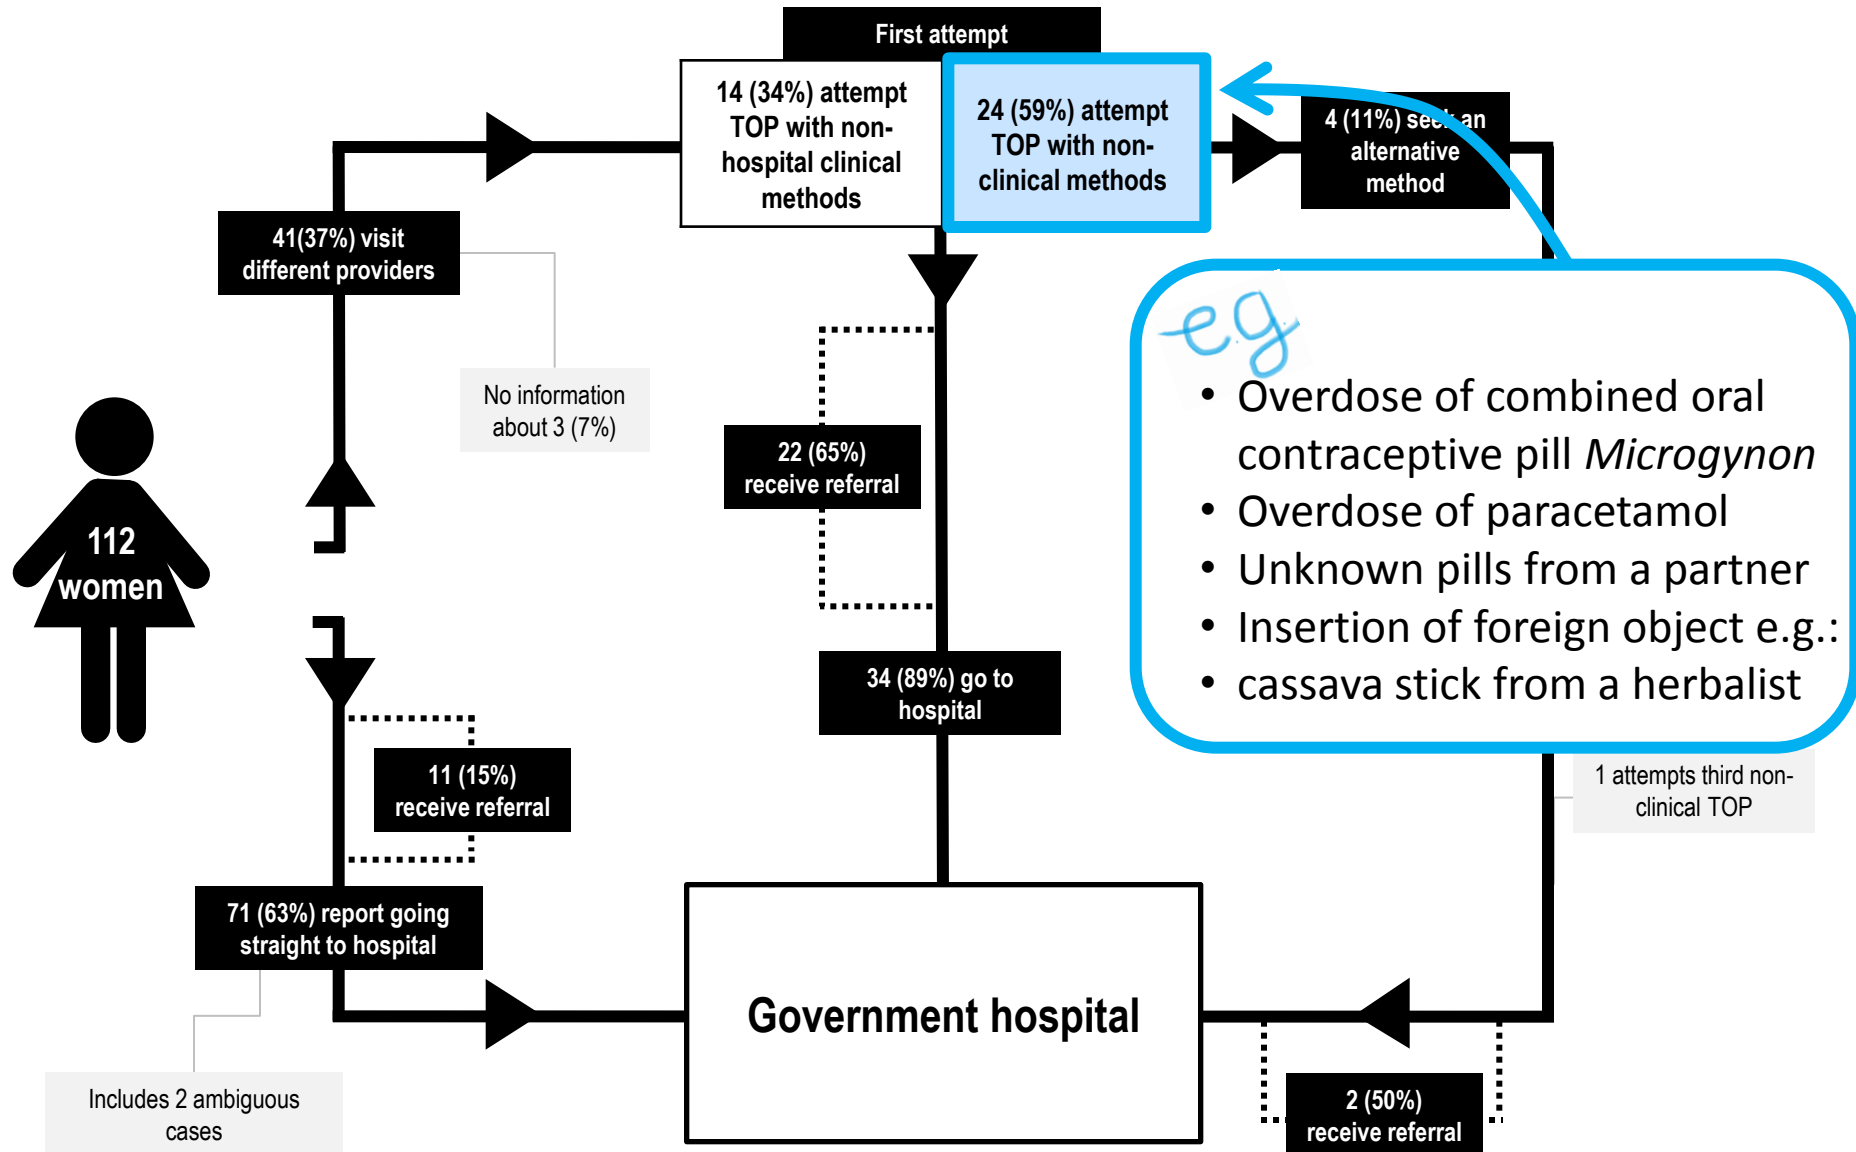 First attempt
14 (34%) attempt
TOP with non-
hospital clinical
methods
24 (59%) attempt
TOP with non-
clinical methods
4 (11%) seek an
alternative
method
41(37%) visit
different providers
No information
about 3 (7%)
e.g.
• Overdose of combined oral
contraceptive pill Microgynon
• Overdose of paracetamol
• Unknown pills from a partner
• Insertion of foreign object e.g.:
• cassava stick from a herbalist
22 (65%)
receive referral
112
women
34 (89%) go to
hospital
11 (15%)
receive referral
1 attempts third non-
clinical TOP
71 (63%) report going
straight to hospital
Government hospital
Includes 2 ambiguous
cases
2 (50%)
receive referral